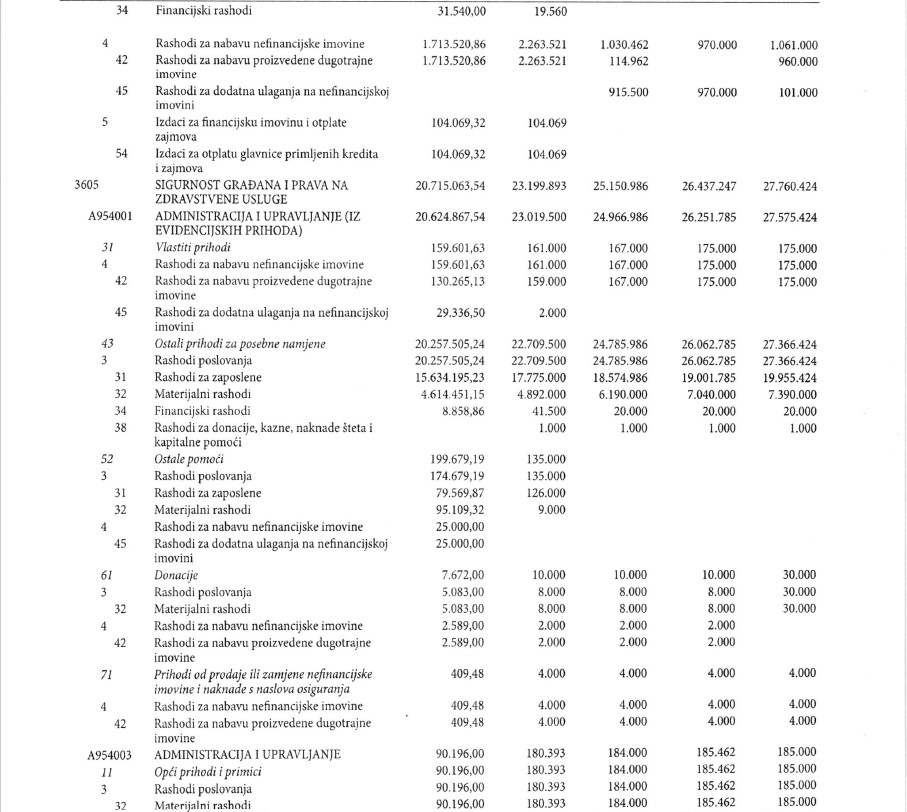 34 Financijski rashodi 31.540,00 19.560
4 Rashodi za nabavu nefinancijske imovine 1.713.520,86 2.263.521 1.030.462 970.000 1.061.000
42 Rashodi za nabavu proizvedene dugotrajne 1.713.520,86 2.263.521 114.962 960.000
imovine
45 Rashodi za dodatna ulaganja na nefinancijskoj 915.500 970.000 101.000
imovini
5 Izdaci za financijsku imovinu i otplate 104.069,32 104.069
zajmova
54 Izdaci za otplatu glavnice primljenih kredita 104.069,32 104.069
i zajmova
3605 SIGURNOST GRAĐANA I PRAVA NA 20.715.063,54 23.199.893 25.150.986 26.437.247 27.760.424
ZDRAVSTVENE USLUGE
A954001 ADMINISTRACIJA I UPRAVLJANJE (IZ 20.624.867,54 23.019.500 24.966.986 26.251.785 27.575.424
EVIDENCIJSKIH PRIHODA)
31 Vlastiti prihodi 159.601,63 161.000 167.000 175.000 175.000
4 Rashodi za nabavu nefinancijske imovine 159.601,63 161.000 167.000 175.000 175.000
42 Rashodi za nabavu proizvedene dugotrajne 130.265,13 159.000 167.000 175.000 175.000
imovine
45 Rashodi za dodatna ulaganja na nefinancijskoj 29.336,50 2.000
imovini
43 Ostali prihodi za posebne namjene 20.257.505,24 22.709.500 24.785.986 26.062.785 27.366.424
3 Rashodi poslovanja 20.257.505,24 22.709.500 24.785.986 26.062.785 27.366.424
31 Rashodi za zaposlene 15.634.195,23 17.775.000 18.574.986 19.001.785 19.955.424
32 Materijalni rashodi 4.614.451,15 4.892.000 6.190.000 7.040.000 7.390.000
34 Financijski rashodi 8.858,86 41.500 20.000 20.000 20.000
38 Rashodi za donacije, kazne, naknade šteta i 1.000 1.000 1.000 1.000
kapitalne pomoći
52 Ostale pomoći 199.679,19 135.000
3 Rashodi poslovanja 174.679,19 135.000
31 Rashodi za zaposlene 79.569,87 126.000
32 Materijalni rashodi 95.109,32 9.000
4 Rashodi za nabavu nefinancijske imovine 25.000,00
45 Rashodi za dodatna ulaganja na nefinancijskoj 25.000,00
imovini
61 Donacije 7.672,00 10.000 10.000 10.000 30.000
3 Rashodi poslovanja 5.083,00 8.000 8.000 8.000 30.000
32 Materijalni rashodi 5.083,00 8.000 8.000 8.000 30.000
4 Rashodi za nabavu nefinancijske imovine 2.589,00 2.000 2.000 2.000
42 Rashodi za nabavu proizvedene dugotrajne 2.589,00 2.000 2.000 2.000
imovine
71 Prihodi od prodaje ili zamjene nefinancijske 409,48 4.000 4.000 4.000 4.000
imovine i naknade s naslova osiguranja
4 Rashodi za nabavu nefinancijske imovine 409,48 4.000 4.000 4.000 4.000
42 Rashodi za nabavu proizvedene dugotrajne 409,48 4.000 4.000 4.000 4.000
imovine
A954003 ADMINISTRACIJA I UPRAVLJANJE 90.196,00 180.393 184.000 185.462 185.000
11 Opći prihodi i primici 90.196,00 180.393 184.000 185.462 185.000
3 Rashodi poslovanja 90.196,00 180.393 184.000 185.462 185.000
32 Materijalni rashodi 90.196,00 180.393 184.000 185.462 185.000